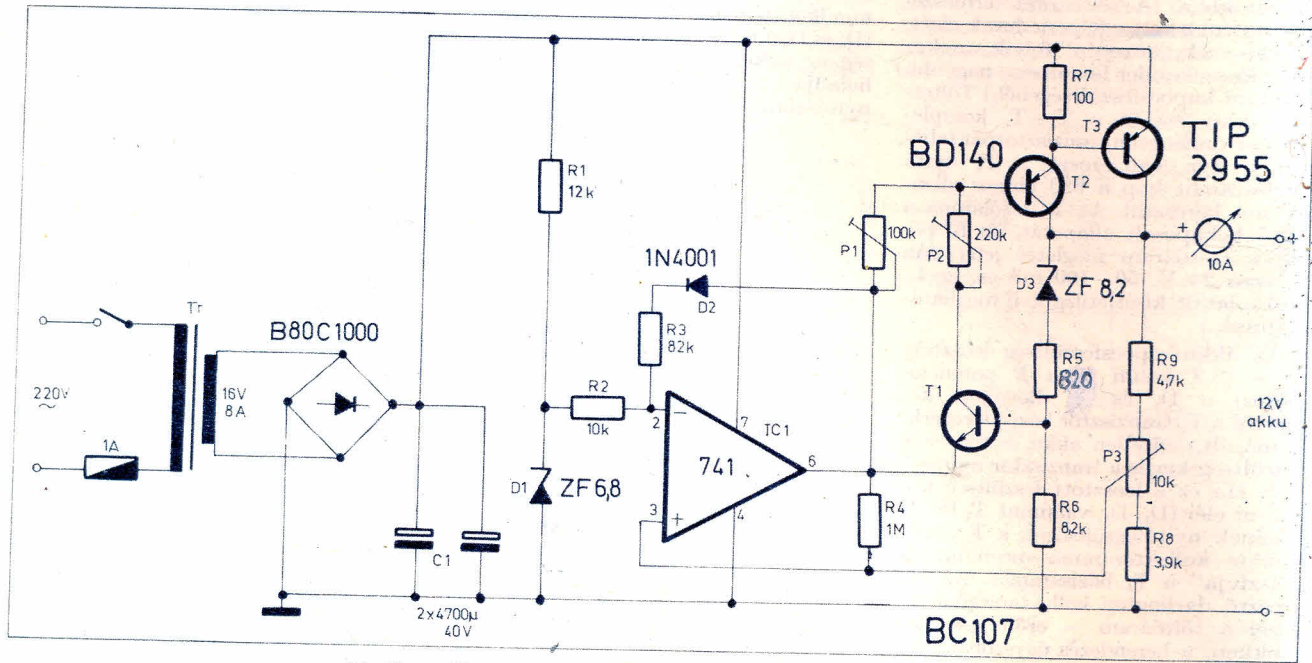 220V
~
1A
Tr
16V
8A
B80C1000
C1
2x4700µ
40V
R1
12k
D1
ZF6,8
R2
10k
R3
82k
1N4001
D2
2
3
-
+
741
IC1
7
4
6
R4
1M
P1
100k
P2
220k
BD140
T1
BC107
R7
100
T2
T3
TIP
2955
D3
ZF 8,2
R5
820
R6
8,2k
R9
4,7k
P3
10k
R8
3,9k
+
10A
+
12V
akku
-